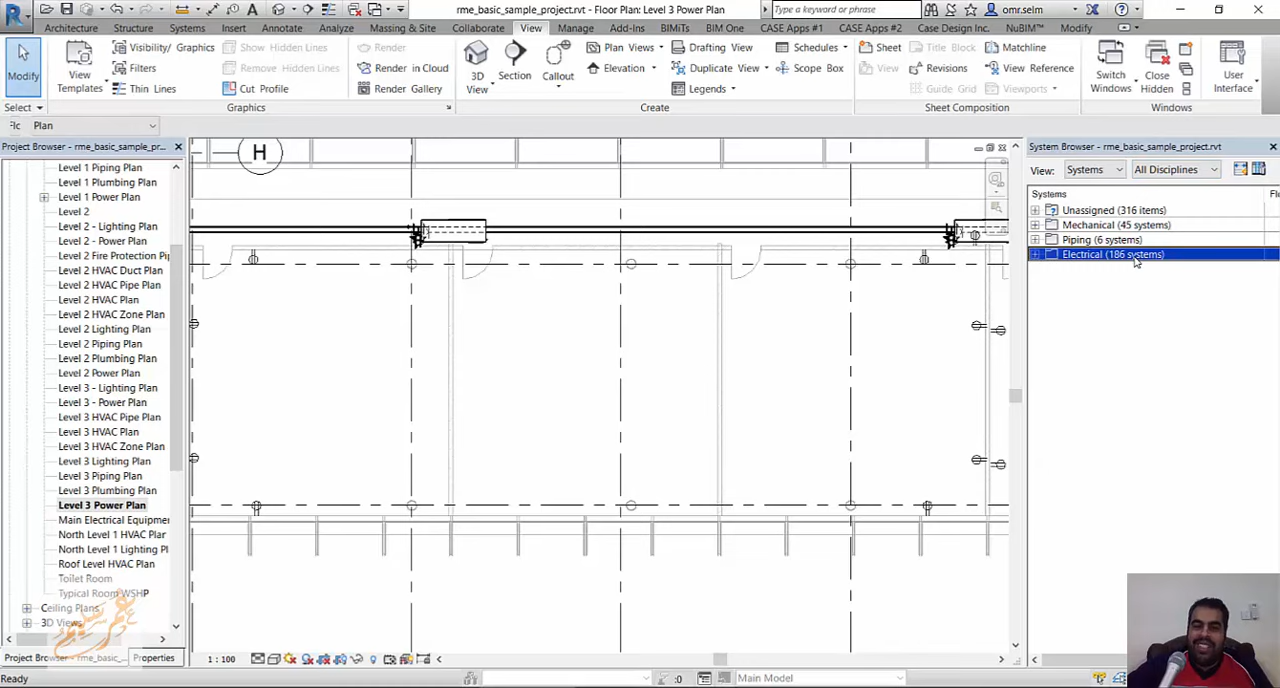 rme_basic_sample_project.rvt - Floor Plan: Level 3 Power Plan
Type a keyword or phrase
omr.selm
Architecture Structure Systems Insert Annotate Analyze Massing & Site Collaborate View Manage Add-Ins BIMiTs BIM One CASE Apps #1 CASE Apps #2 Case Design Inc. NuBIM™ Modify
Modify
View Templates
Visibility/ Graphics
Filters
Thin Lines
Show Hidden Lines
Remove Hidden Lines
Cut Profile
Render
Render in Cloud
Render Gallery
3D View
Section
Callout
Plan Views
Elevation
Drafting View
Duplicate View
Legends
Schedules
Scope Box
Sheet
View
Title Block
Revisions
Guide Grid
Matchline
View Reference
Viewports
Switch Windows
Close Hidden
User Interface
Select
Graphics
Create
Sheet Composition
Windows
Plan
Project Browser - rme_basic_sample_pr...
Level 1 Piping Plan
Level 1 Plumbing Plan
Level 1 Power Plan
Level 2
Level 2 - Lighting Plan
Level 2 - Power Plan
Level 2 Fire Protection Pi
Level 2 HVAC Duct Plan
Level 2 HVAC Pipe Plan
Level 2 HVAC Plan
Level 2 HVAC Zone Plan
Level 2 Lighting Plan
Level 2 Piping Plan
Level 2 Plumbing Plan
Level 2 Power Plan
Level 3 - Lighting Plan
Level 3 - Power Plan
Level 3 HVAC Pipe Plan
Level 3 HVAC Plan
Level 3 HVAC Zone Plan
Level 3 Lighting Plan
Level 3 Piping Plan
Level 3 Plumbing Plan
Level 3 Power Plan
Main Electrical Equipme
North Level 1 HVAC Plar
North Level 1 Lighting Pl
Roof Level HVAC Plan
Toilet Room
Typical Room WSHP
Ceiling Plans
3D Views
عمر سليم
Project Browser - rme_basic_... Properties
H
System Browser - rme_basic_sample_project.rvt
View: Systems All Disciplines
Systems
Unassigned (316 items)
Mechanical (45 systems)
Piping (6 systems)
Electrical (186 systems)
1 : 100
Ready
:0
Main Model